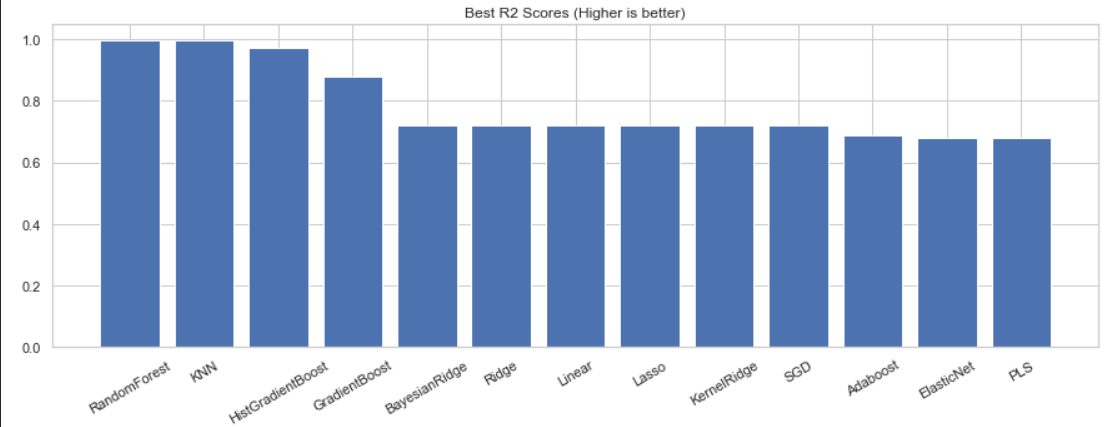 Best R2 Scores (Higher is better)
1.0
0.8
0.6
0.4
0.2
0.0
RandomForest
KNN
HistGradientBoost
GradientBoost
BayesianRidge
Ridge
Linear
Lasso
KernelRidge
SGD
Adaboost
ElasticNet
PLS